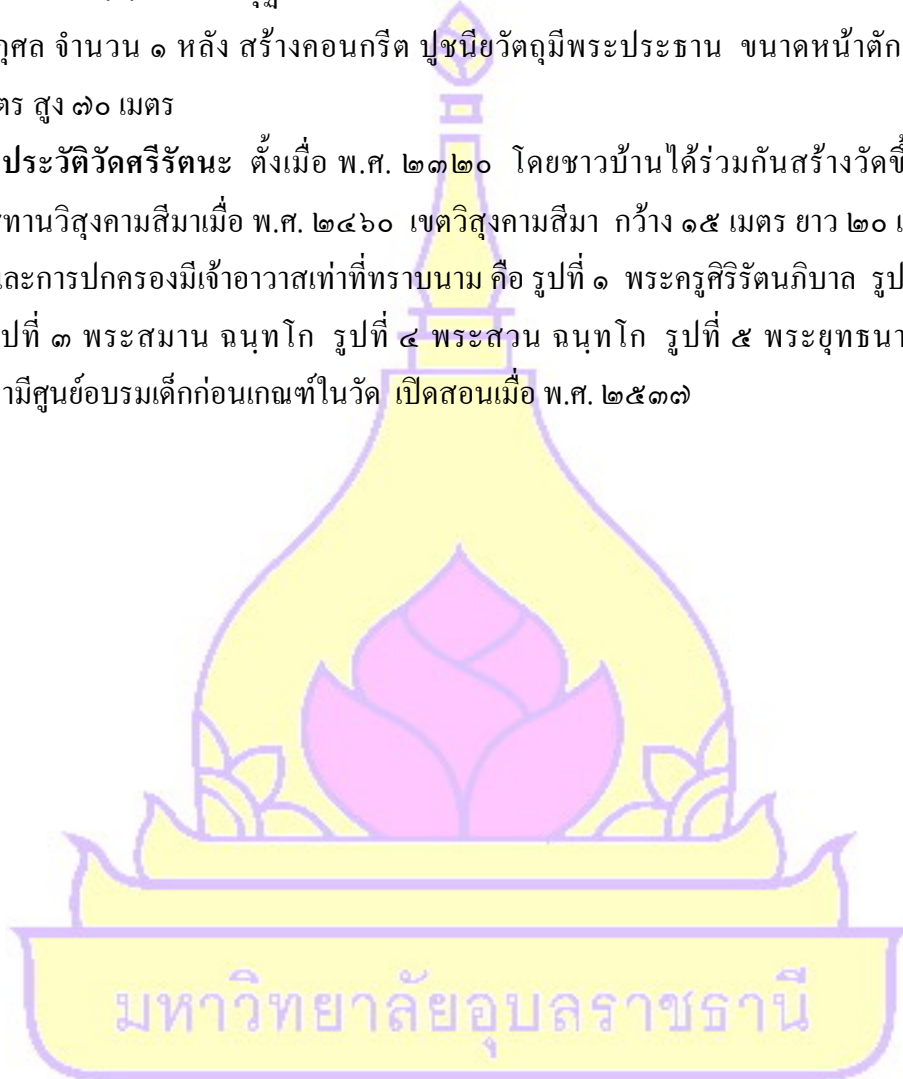 กุศล จำนวน ๑ หลัง สร้างคอนกรีต ปูชนียวัตถุมีพระประธาน ขนาดหน้าตัก
ตร สูง ๗๐ เมตร
ประวัติวัดศรีรัตนะ ตั้งเมื่อ พ.ศ. ๒๓๒๐ โดยชาวบ้านได้ร่วมกันสร้างวัดขึ้
ทานวิสุงคามสีมาเมื่อ พ.ศ. ๒๔๖๐ เขตวิสุงคามสีมา กว้าง ๑๕ เมตร ยาว ๒๐ เ
และการปกครองมีเจ้าอาวาสเท่าที่ทราบนาม คือ รูปที่ ๑ พระครูศิริรัตนภิบาล รูป
ปที่ ๓ พระสมาน ฉนฺทโก รูปที่ ๔ พระสวน ฉนฺทโก รูปที่ ๕ พระยุทธนา
ามีศูนย์อบรมเด็กก่อนเกณฑ์ในวัด เปิดสอนเมื่อ พ.ศ. ๒๕๓๗
มหาวิทยาลัยอุบลราชธานี